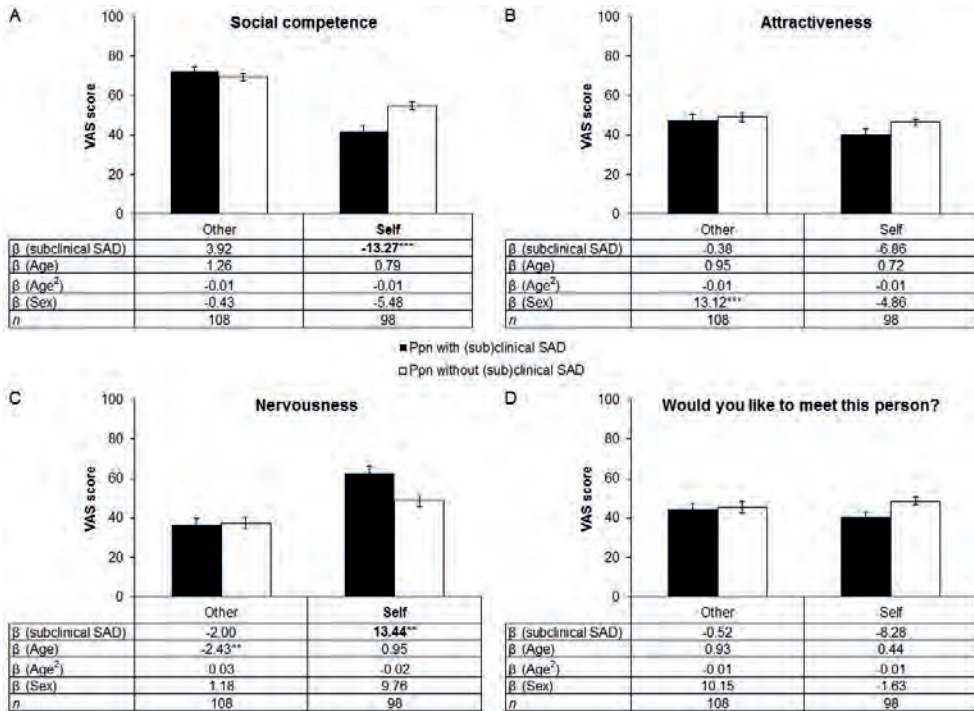 A
Social competence
100
80
60
40
20
0
VAS score
Other Self
β (subclinical SAD) 3.92 -13.27***
β (Age) 1.26 0.79
β (Age²) -0.01 -0.01
β (Sex) -0.43 -5.48
n 108 98
B
Attractiveness
100
80
60
40
20
0
VAS score
Other Self
β (subclinical SAD) -0.38 -6.86
β (Age) 0.95 0.72
β (Age²) -0.01 -0.01
β (Sex) 13.12*** -4.86
n 108 98
Ppn with (sub)clinical SAD
Ppn without (sub)clinical SAD
C
Nervousness
100
80
60
40
20
0
VAS score
Other Self
β (subclinical SAD) -2.00 13.44**
β (Age) -2.43** 0.95
β (Age²) 0.03 -0.02
β (Sex) 1.18 9.76
n 108 98
D
Would you like to meet this person?
100
80
60
40
20
0
VAS score
Other Self
β (subclinical SAD) -0.52 -8.28
β (Age) 0.93 0.44
β (Age²) -0.01 -0.01
β (Sex) 10.15 -1.63
n 108 98